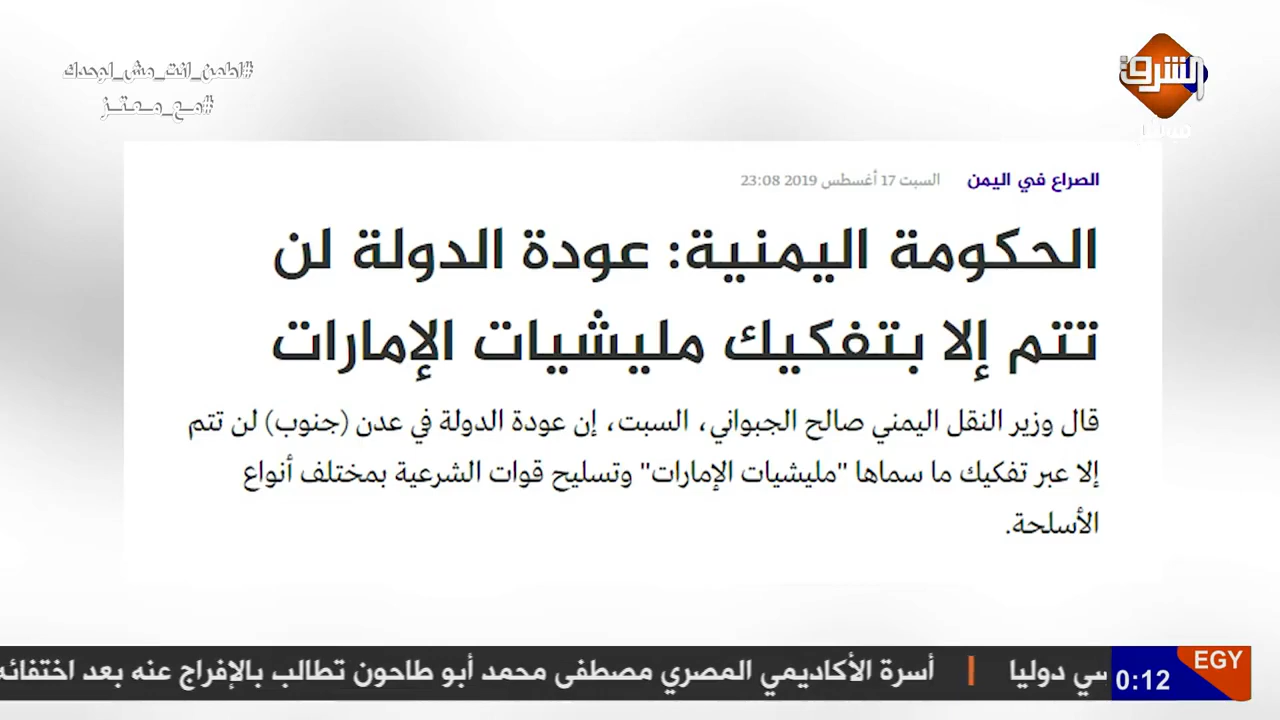 #اطمن_انت_مش_لوحدك
#مـع_مـعـتـز
الشرق
مباشر
الصراع في اليمن
السبت 17 أغسطس 2019 23:08
الحكومة اليمنية: عودة الدولة لن
تتم إلا بتفكيك مليشيات الإمارات
قال وزير النقل اليمني صالح الجبواني، السبت، إن عودة الدولة في عدن (جنوب) لن تتم
إلا عبر تفكيك ما سماها "مليشيات الإمارات" وتسليح قوات الشرعية بمختلف أنواع
الأسلحة.
EGY
0:12
سي دوليا | أسرة الأكاديمي المصري مصطفى محمد أبو طاحون تطالب بالإفراج عنه بعد اختفائه